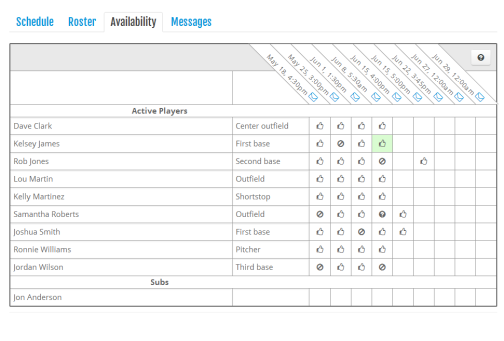 Schedule Roster Availability Messages
May 18, 4:30pm
May 25, 3:00pm
Jun 1, 1:30pm
Jun 8, 5:30am
Jun 15, 4:00pm
Jun 15, 5:00pm
Jun 22, 3:45pm
Jun 27, 12:00am
Jun 29, 12:00am
Active Players
Dave Clark Center outfield
Kelsey James First base
Rob Jones Second base
Lou Martin Outfield
Kelly Martinez Shortstop
Samantha Roberts Outfield
Joshua Smith First base
Ronnie Williams Pitcher
Jordan Wilson Third base
Subs
Jon Anderson